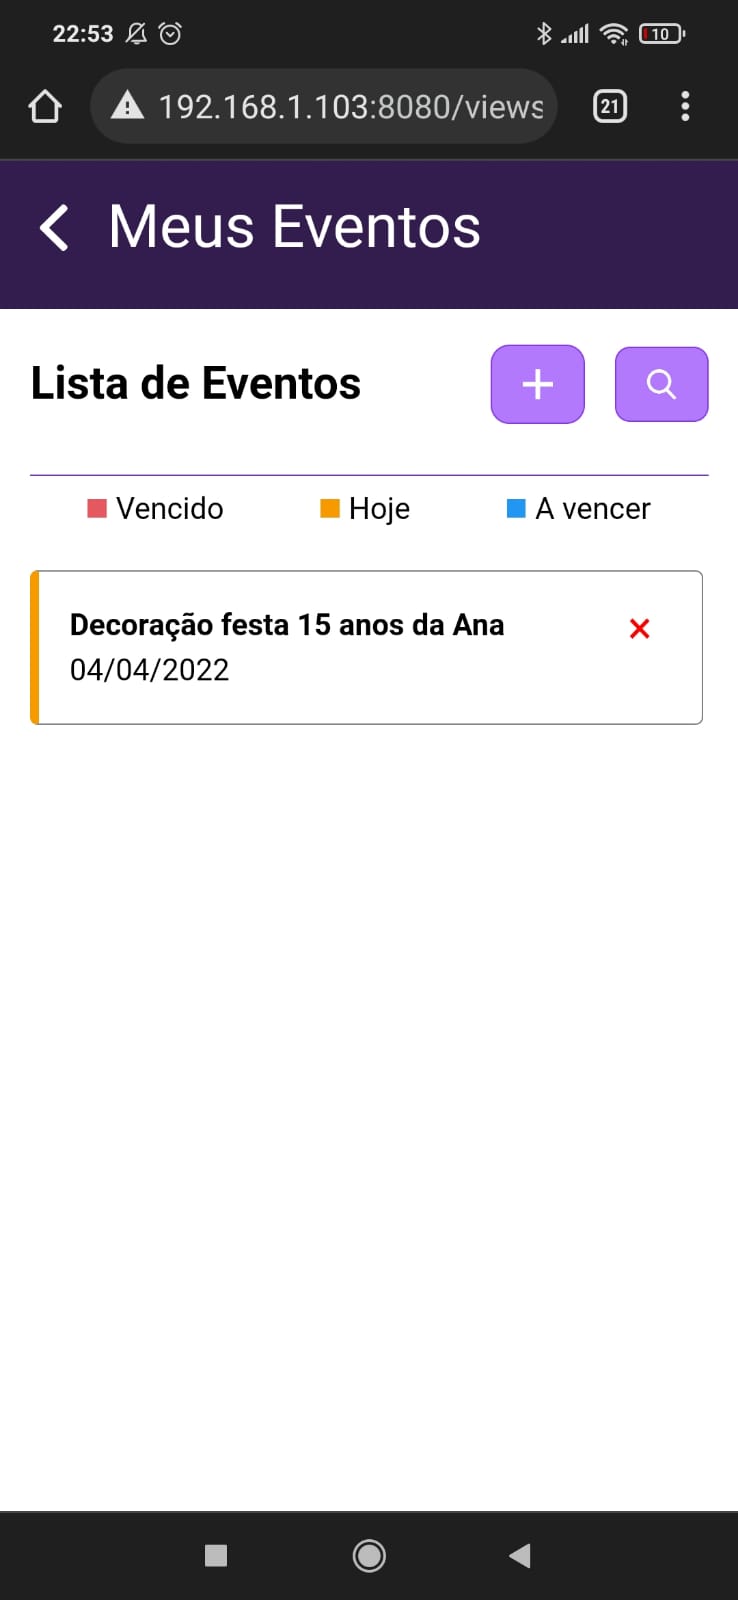 22:53
10
192.168.1.103:8080/views
21
Meus Eventos
Lista de Eventos
Vencido Hoje A vencer
Decoração festa 15 anos da Ana
04/04/2022